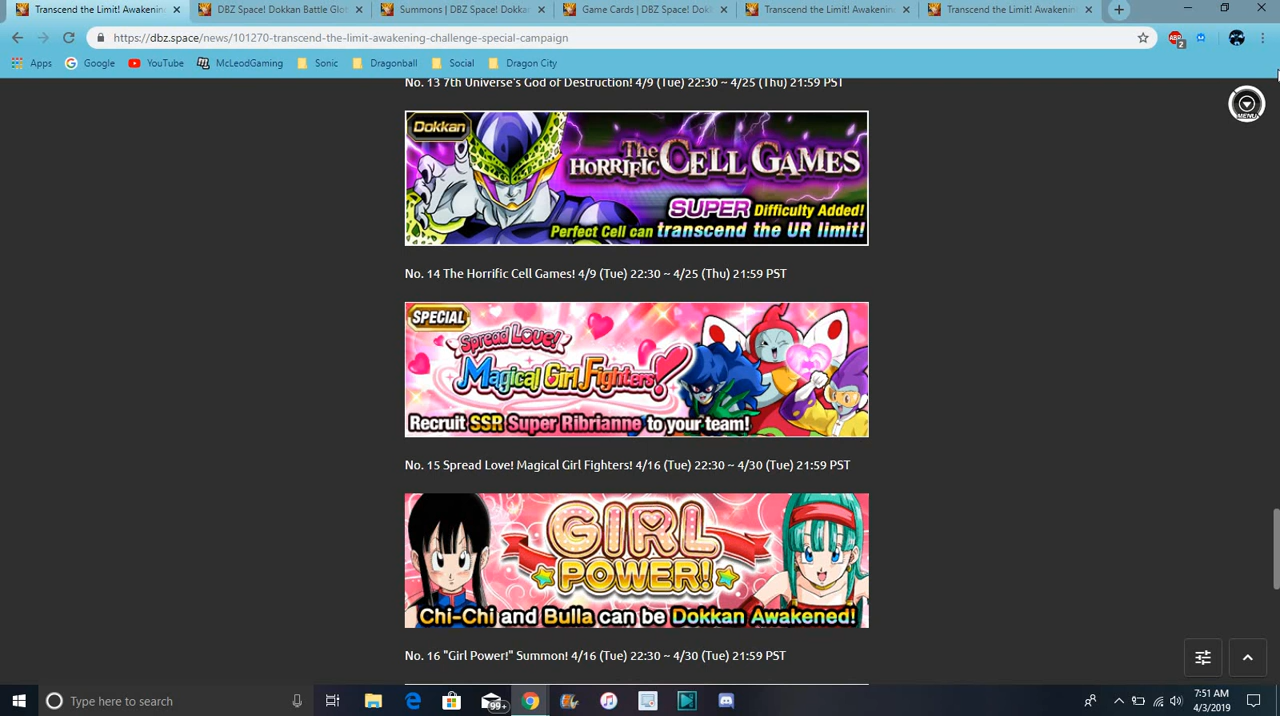 Transcend the Limit! Awakenin
DBZ Space! Dokkan Battle Glo
Summons | DBZ Space! Dokkan
Game Cards | DBZ Space! Dok
Transcend the Limit! Awakenin
Transcend the Limit! Awakenin
https://dbz.space/news/101270-transcend-the-limit-awakening-challenge-special-campaign
ABP
2
Apps
Google
YouTube
McLeodGaming
Sonic
Dragonball
Social
Dragon City
No. 13 7th Universe's God of Destruction! 4/9 (Tue) 22:30 ~ 4/25 (Thu) 21:59 PST
MENU
Dokkan
The
HORRIFIC CELL GAMES
SUPER Difficulty Added!
Perfect Cell can transcend the UR limit!
No. 14 The Horrific Cell Games! 4/9 (Tue) 22:30 ~ 4/25 (Thu) 21:59 PST
SPECIAL
Spread Love!
Magical Girl Fighters!
Recruit SSR Super Ribrianne to your team!
No. 15 Spread Love! Magical Girl Fighters! 4/16 (Tue) 22:30 ~ 4/30 (Tue) 21:59 PST
GIRL
POWER!
Chi-Chi and Bulla can be Dokkan Awakened!
No. 16 "Girl Power!" Summon! 4/16 (Tue) 22:30 ~ 4/30 (Tue) 21:59 PST
Type here to search
99+
7:51 AM
4/3/2019